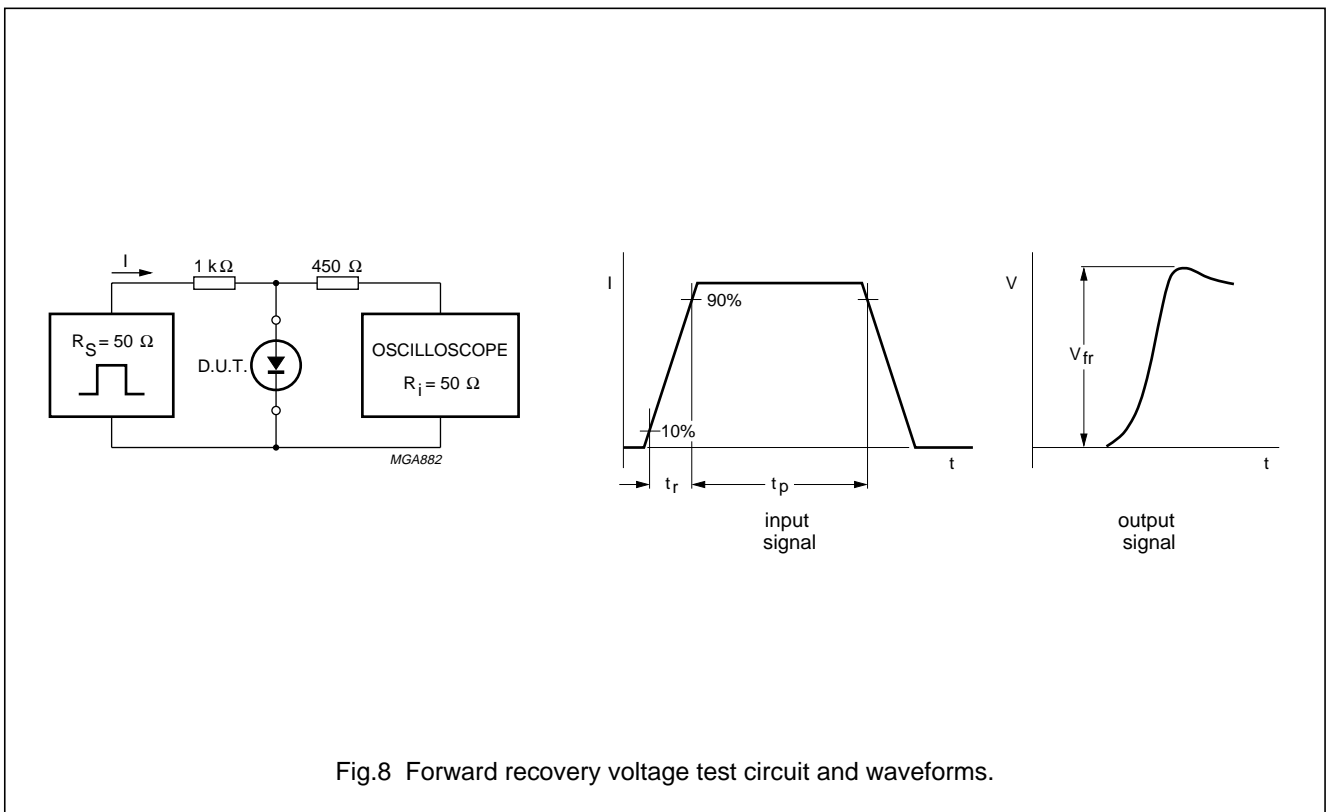 I
1 kΩ
450 Ω
R_S = 50 Ω
D.U.T.
OSCILLOSCOPE
R_i = 50 Ω
MGA882
I
90%
10%
t
t_r
t_p
input
signal
V
V_fr
t
output
signal
Fig.8 Forward recovery voltage test circuit and waveforms.